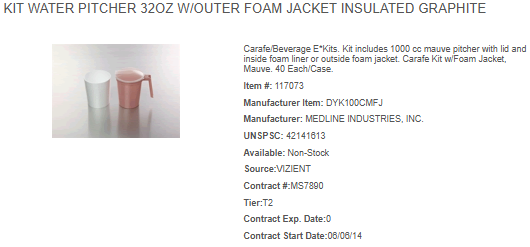 KIT WATER PITCHER 32OZ W/OUTER FOAM JACKET INSULATED GRAPHITE
Carafe/Beverage E*Kits. Kit includes 1000 cc mauve pitcher with lid and
inside foam liner or outside foam jacket. Carafe Kit w/Foam Jacket,
Mauve. 40 Each/Case.
Item #: 117073
Manufacturer Item: DYK100CMFJ
Manufacturer: MEDLINE INDUSTRIES, INC.
UNSPSC: 42141613
Available: Non-Stock
Source:VIZIENT
Contract #:MS7890
Tier:T2
Contract Exp. Date:0
Contract Start Date:06/06/14